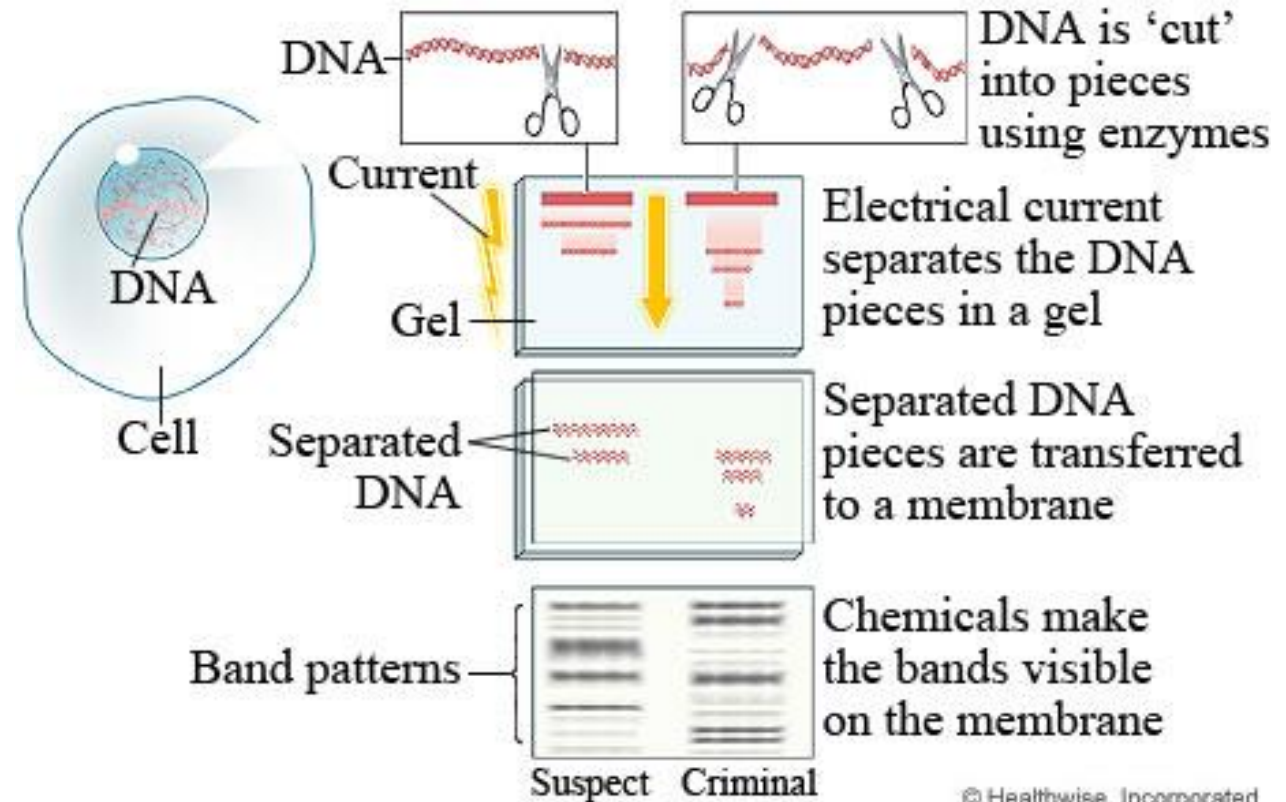 DNA
DNA is ‘cut’
into pieces
using enzymes
Current
DNA
Gel
Electrical current
separates the DNA
pieces in a gel
Cell
Separated
DNA
Separated DNA
pieces are transferred
to a membrane
Band patterns
Chemicals make
the bands visible
on the membrane
Suspect Criminal
© Healthwise, Incorporated